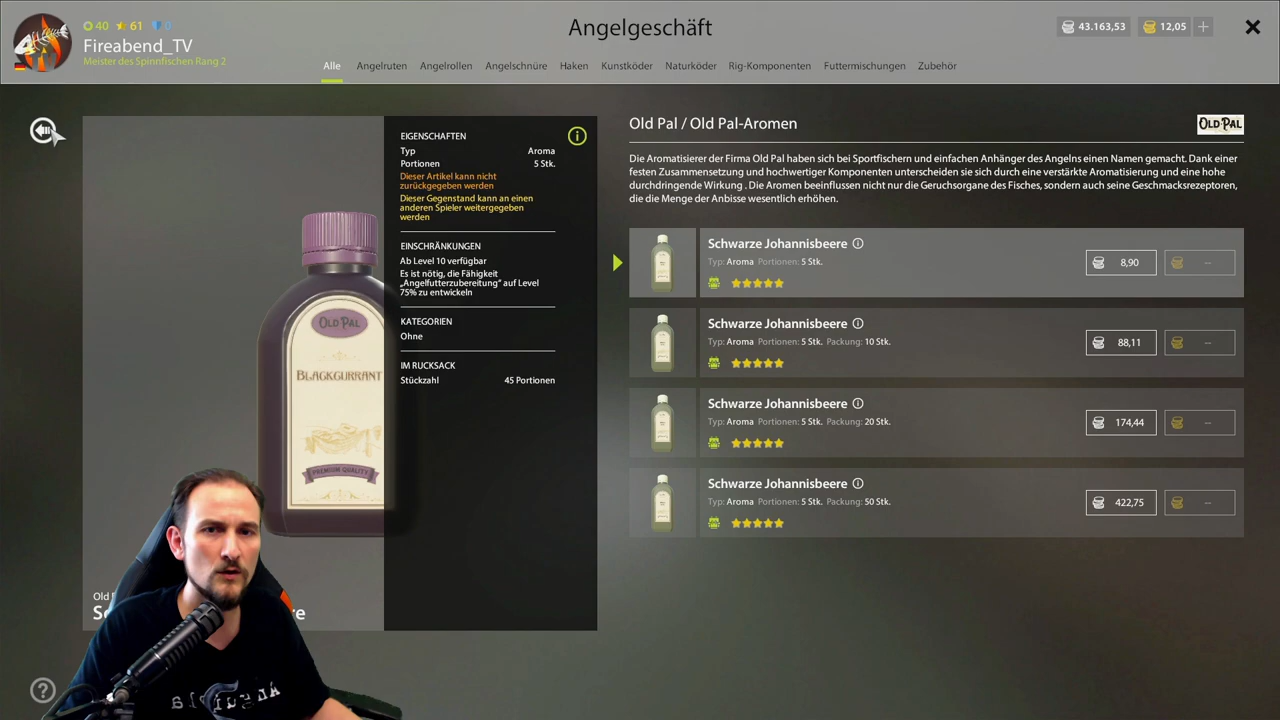 40 61 0
Fireabend_TV
Meister des Spinnfischen Rang 2
Angelgeschäft
43.163,53 12,05
Alle Angelruten Angelrollen Angelschnüre Haken Kunstköder Naturköder Rig-Komponenten Futtermischungen Zubehör
EIGENSCHAFTEN
Typ Aroma
Portionen 5 Stk.
Dieser Artikel kann nicht
zurückgegeben werden
Dieser Gegenstand kann an einen
anderen Spieler weitergegeben
werden
EINSCHRÄNKUNGEN
Ab Level 10 verfügbar
Es ist nötig, die Fähigkeit
„Angelfutterzubereitung" auf Level
75% zu entwickeln
KATEGORIEN
Ohne
IM RUCKSACK
Stückzahl 45 Portionen
OLD PAL
BLACKCURRANT
PREMIUM QUALITY
Old Pal / Old Pal-Aromen
OLD PAL
Die Aromatisierer der Firma Old Pal haben sich bei Sportfischern und einfachen Anhänger des Angelns einen Namen gemacht. Dank einer
festen Zusammensetzung und hochwertiger Komponenten unterscheiden sie sich durch eine verstärkte Aromatisierung und eine hohe
durchdringende Wirkung . Die Aromen beeinflussen nicht nur die Geruchsorgane des Fisches, sondern auch seine Geschmacksrezeptoren,
die die Menge der Anbisse wesentlich erhöhen.
Schwarze Johannisbeere
Typ: Aroma Portionen: 5 Stk.
8,90 --
Schwarze Johannisbeere
Typ: Aroma Portionen: 5 Stk. Packung: 10 Stk.
88,11 --
Schwarze Johannisbeere
Typ: Aroma Portionen: 5 Stk. Packung: 20 Stk.
174,44 --
Schwarze Johannisbeere
Typ: Aroma Portionen: 5 Stk. Packung: 50 Stk.
422,75 --